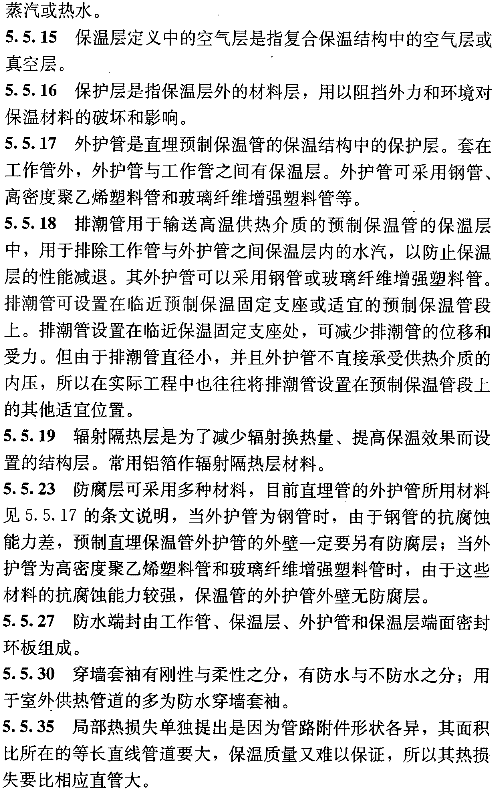 蒸汽或热水。
5.5.15 保温层定义中的空气层是指复合保温结构中的空气层或
真空层。
5.5.16 保护层是指保温层外的材料层，用以阻挡外力和环境对
保温材料的破坏和影响。
5.5.17 外护管是直埋预制保温管的保温结构中的保护层。套在
工作管外，外护管与工作管之间有保温层。外护管可采用钢管、
高密度聚乙烯塑料管和玻璃纤维增强塑料管等。
5.5.18 排潮管用于输送高温供热介质的预制保温管的保温层
中，用于排除工作管与外护管之间保温层内的水汽，以防止保温
层的性能减退。其外护管可以采用钢管或玻璃纤维增强塑料管。
排潮管可设置在临近预制保温固定支座或适宜的预制保温管段
上。排潮管设置在临近保温固定支座处，可减少排潮管的位移和
受力。但由于排潮管直径小，并且外护管不直接承受供热介质的
内压，所以在实际工程中也往往将排潮管设置在预制保温管段上
的其他适宜位置。
5.5.19 辐射隔热层是为了减少辐射换热量、提高保温效果而设
置的结构层。常用铝箔作辐射隔热层材料。
5.5.23 防腐层可采用多种材料，目前直埋管的外护管所用材料
见 5.5.17 的条文说明，当外护管为钢管时，由于钢管的抗腐蚀
能力差，预制直埋保温管外护管的外壁一定要另有防腐层；当外
护管为高密度聚乙烯塑料管和玻璃纤维增强塑料管时，由于这些
材料的抗腐蚀能力较强，保温管的外护管外壁无防腐层。
5.5.27 防水端封由工作管、保温层、外护管和保温层端面密封
环板组成。
5.5.30 穿墙套袖有刚性与柔性之分，有防水与不防水之分；用
于室外供热管道的多为防水穿墙套袖。
5.5.35 局部热损失单独提出是因为管路附件形状各异，其面积
比所在的等长直线管道要大，保温质量又难以保证，所以其热损
失要比相应直管大。